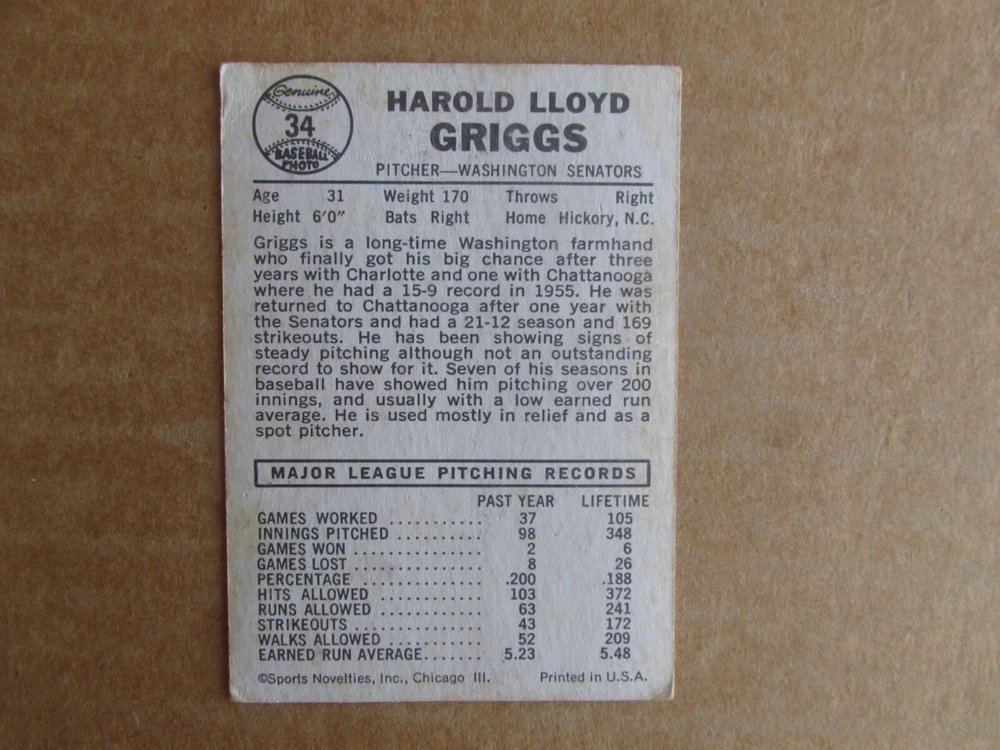 Genuine
34
BASEBALL
PHOTO
HAROLD LLOYD
GRIGGS
PITCHER—WASHINGTON SENATORS
Age 31 Weight 170 Throws Right
Height 6'0" Bats Right Home Hickory, N.C.
Griggs is a long-time Washington farmhand
who finally got his big chance after three
years with Charlotte and one with Chattanooga
where he had a 15-9 record in 1955. He was
returned to Chattanooga after one year with
the Senators and had a 21-12 season and 169
strikeouts. He has been showing signs of
steady pitching although not an outstanding
record to show for it. Seven of his seasons in
baseball have showed him pitching over 200
innings, and usually with a low earned run
average. He is used mostly in relief and as a
spot pitcher.
MAJOR LEAGUE PITCHING RECORDS
PAST YEAR LIFETIME
GAMES WORKED ........... 37 105
INNINGS PITCHED .......... 98 348
GAMES WON ............... 2 6
GAMES LOST ............... 8 26
PERCENTAGE .............. .200 .188
HITS ALLOWED ............ 103 372
RUNS ALLOWED ............ 63 241
STRIKEOUTS ............... 43 172
WALKS ALLOWED ........... 52 209
EARNED RUN AVERAGE....... 5.23 5.48
©Sports Novelties, Inc., Chicago Ill. Printed in U.S.A.